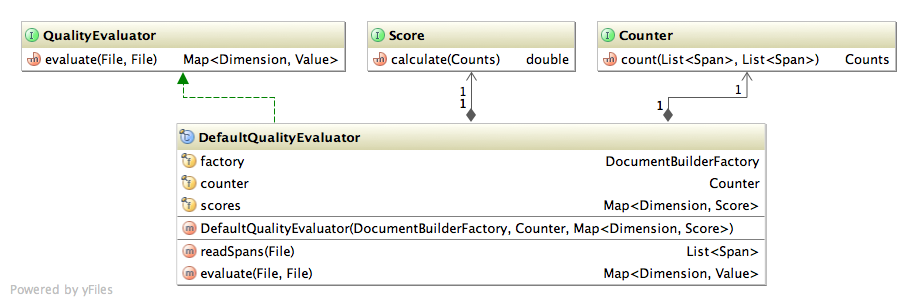 QualityEvaluator
evaluate(File, File) Map<Dimension, Value>
Score
calculate(Counts) double
Counter
count(List<Span>, List<Span>) Counts
1
1
1
1
DefaultQualityEvaluator
factory DocumentBuilderFactory
counter Counter
scores Map<Dimension, Score>
DefaultQualityEvaluator(DocumentBuilderFactory, Counter, Map<Dimension, Score>)
readSpans(File) List<Span>
evaluate(File, File) Map<Dimension, Value>
Powered by yFiles